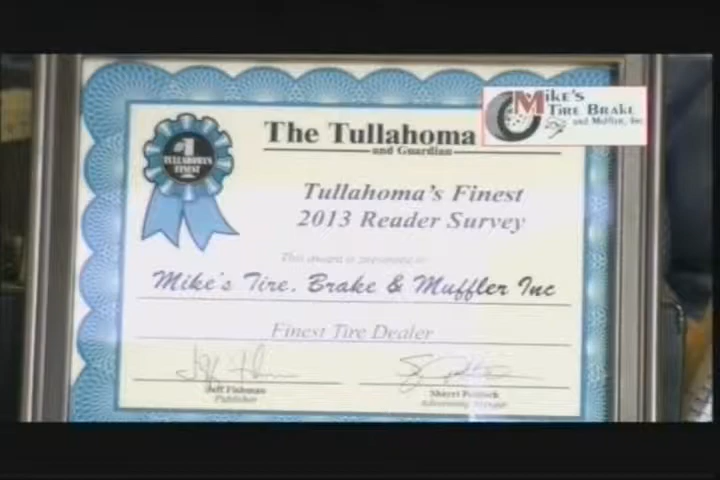 Mike's
Tire Brake
and Muffler, Inc
#1
TULLAHOMA'S
FINEST
The Tullahoma
and Guardian
Tullahoma's Finest
2013 Reader Survey
This award is presented to
Mike's Tire, Brake & Muffler Inc
Finest Tire Dealer
Jeff Fishman
Publisher
Sherri
Advertising Manager